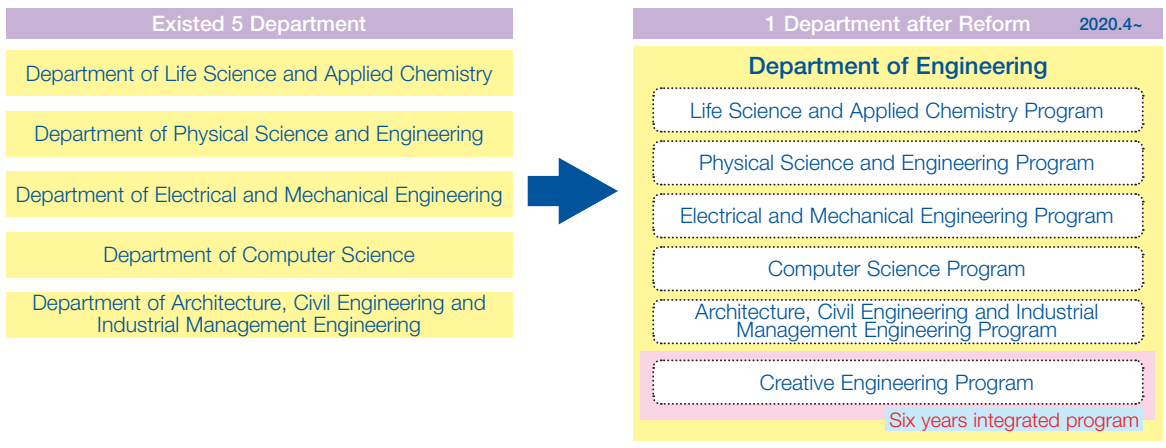 Existed 5 Department
Department of Life Science and Applied Chemistry
Department of Physical Science and Engineering
Department of Electrical and Mechanical Engineering
Department of Computer Science
Department of Architecture, Civil Engineering and
Industrial Management Engineering
1 Department after Reform 2020.4~
Department of Engineering
Life Science and Applied Chemistry Program
Physical Science and Engineering Program
Electrical and Mechanical Engineering Program
Computer Science Program
Architecture, Civil Engineering and Industrial
Management Engineering Program
Creative Engineering Program
Six years integrated program